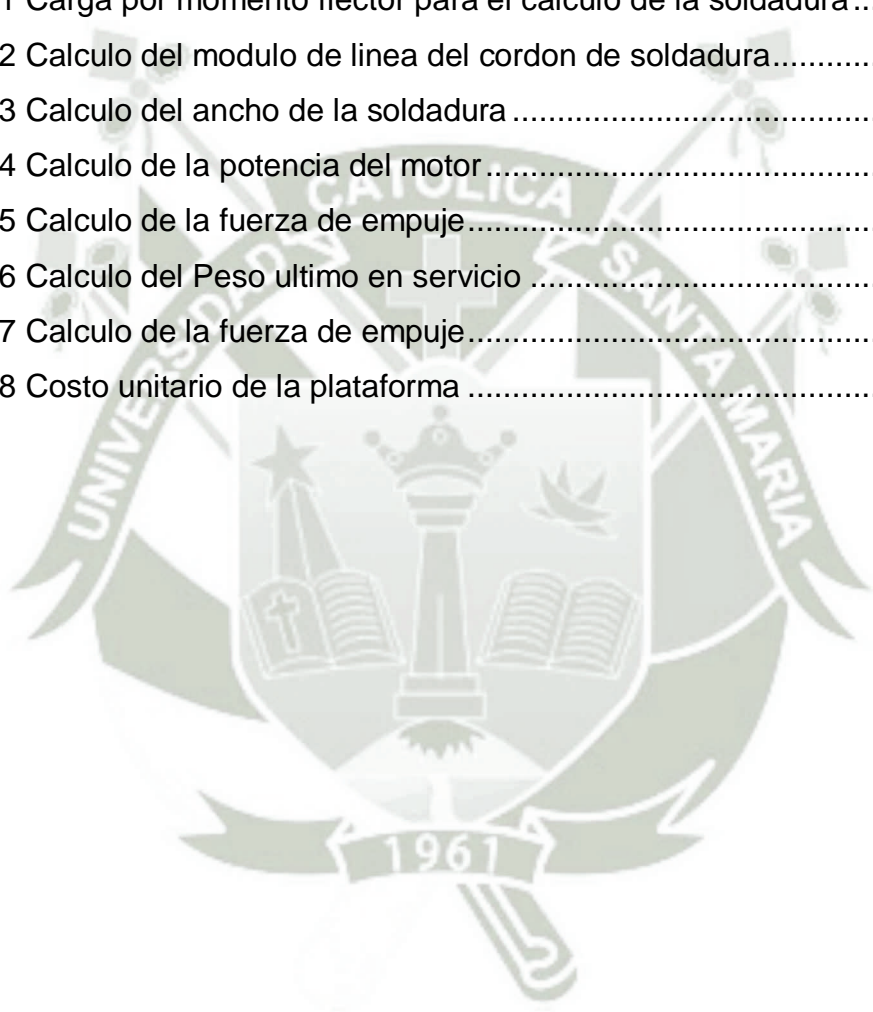 1 Carga por momento flector para el calculo de la soldadura...
2 Calculo del modulo de linea del cordon de soldadura............
3 Calculo del ancho de la soldadura.........................................
4 Calculo de la potencia del motor............................................
5 Calculo de la fuerza de empuje..............................................
6 Calculo del Peso ultimo en servicio.......................................
7 Calculo de la fuerza de empuje..............................................
8 Costo unitario de la plataforma..............................................
UNIVERSIDAD CATOLICA SANTA MARIA
1961